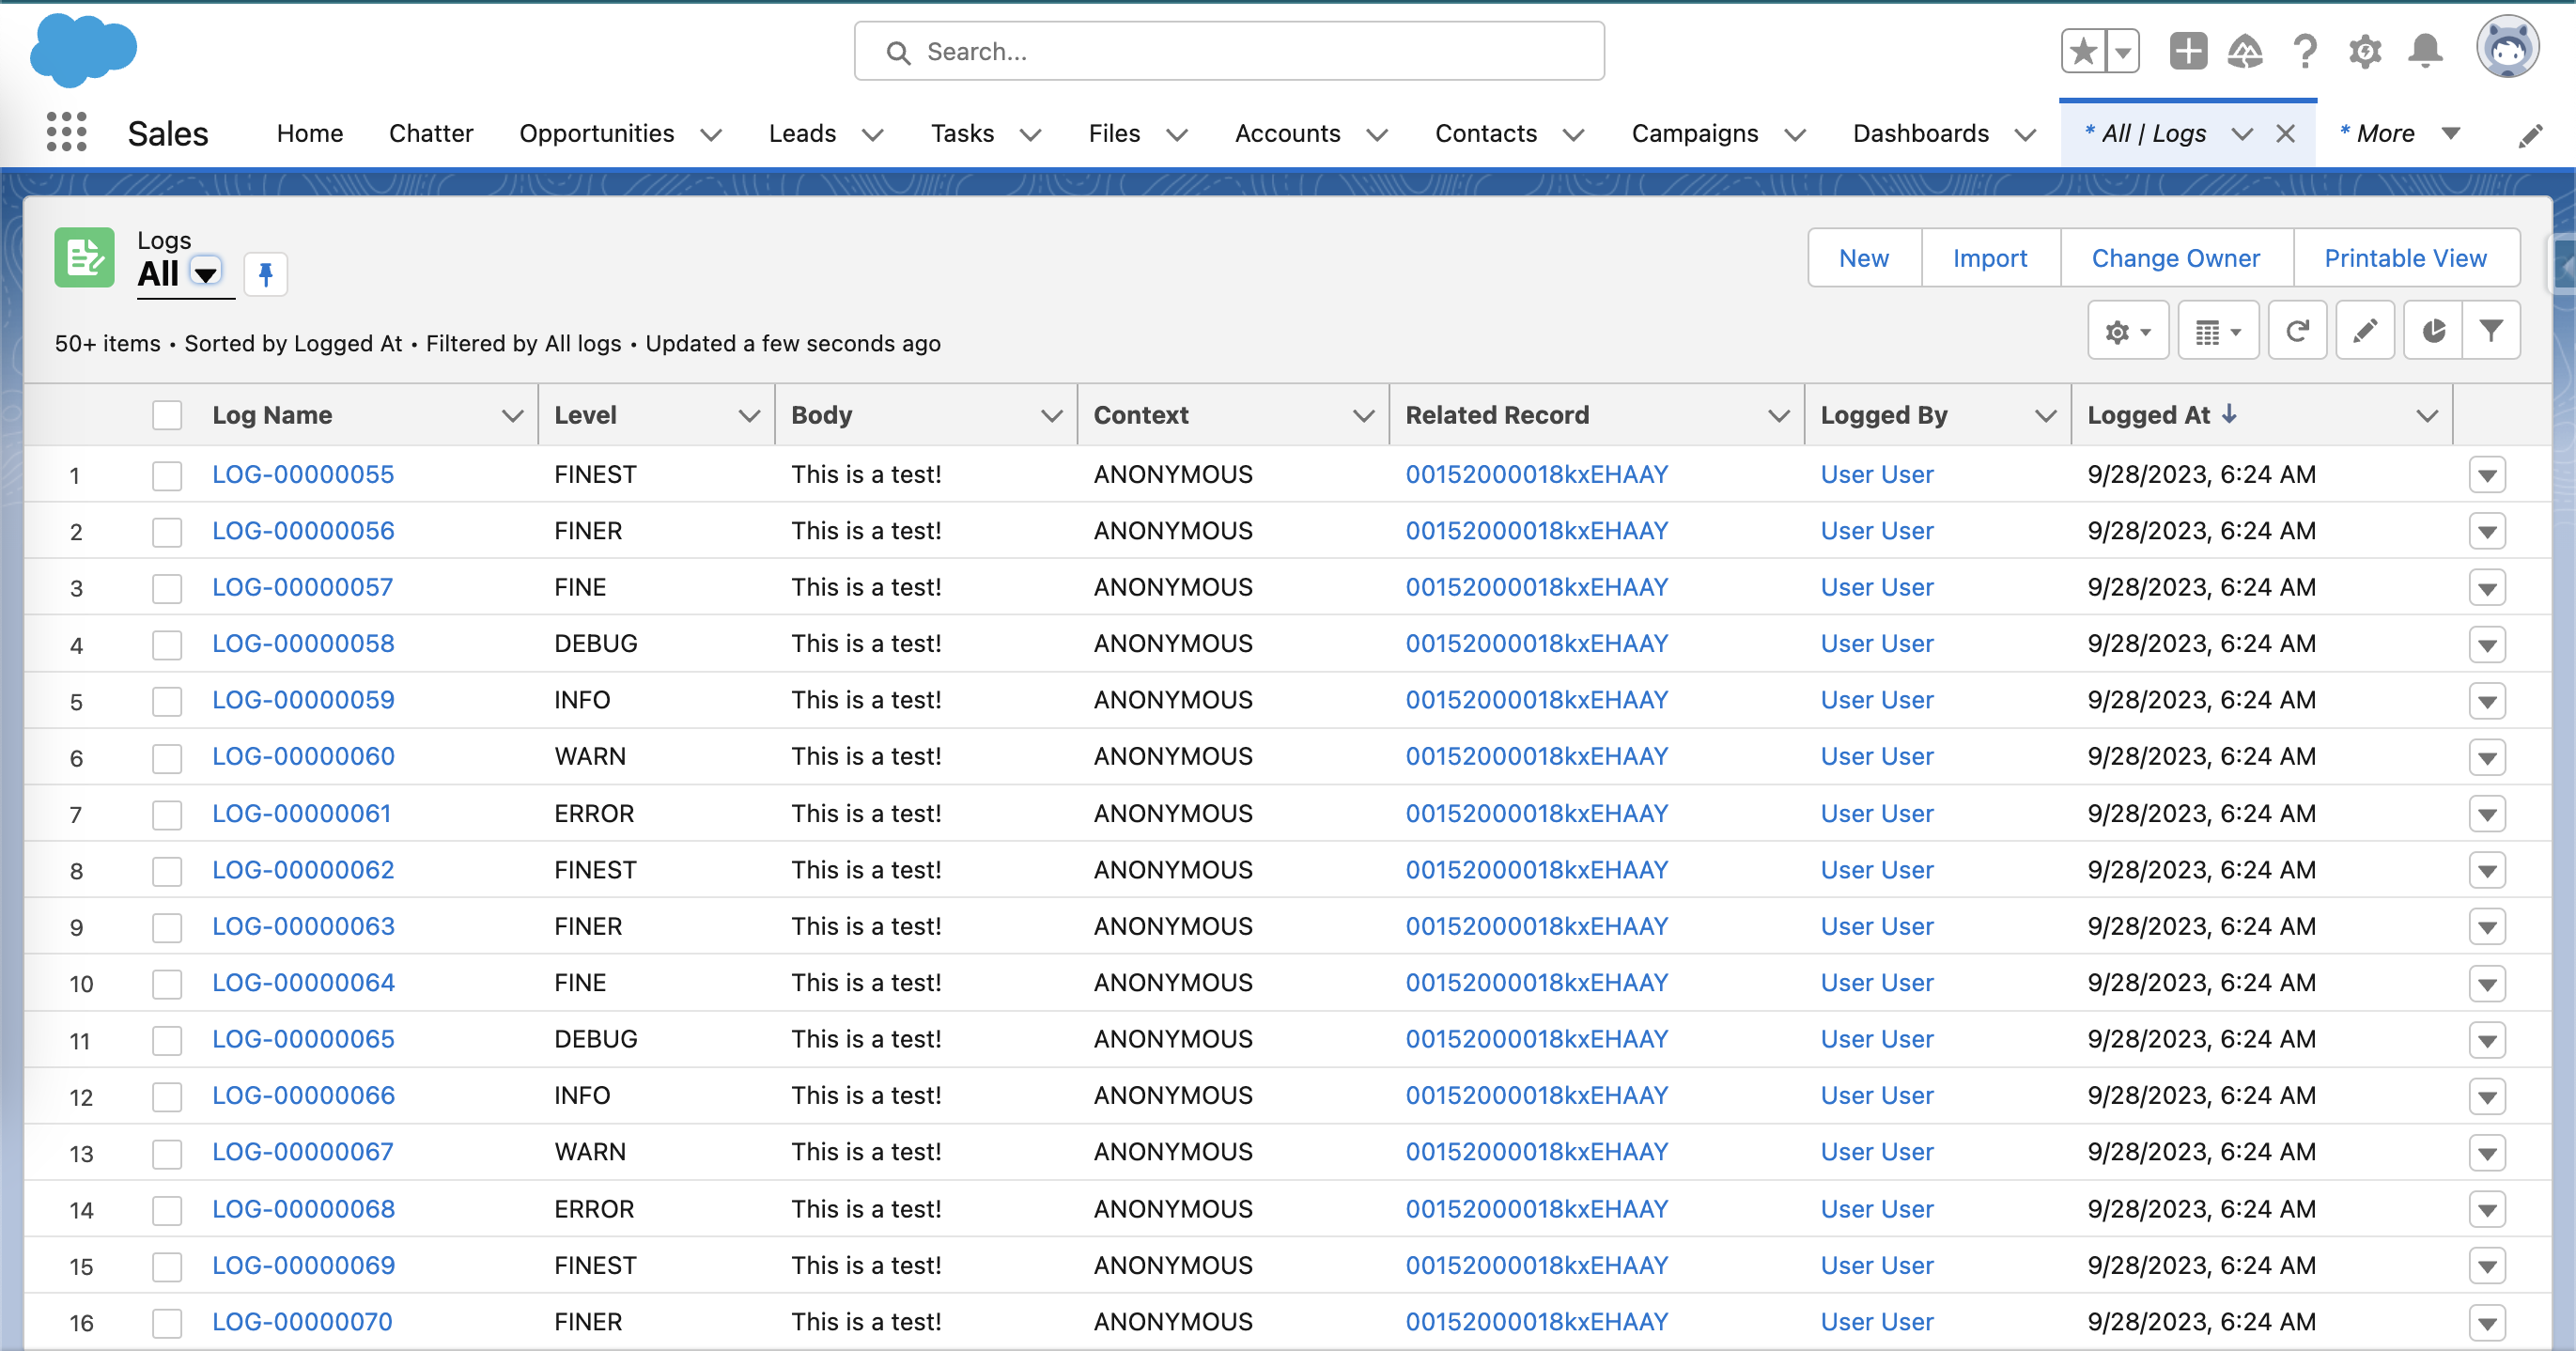 Search...
Sales Home Chatter Opportunities Leads Tasks Files Accounts Contacts Campaigns Dashboards * All | Logs * More
Logs
All
New Import Change Owner Printable View
50+ items • Sorted by Logged At • Filtered by All logs • Updated a few seconds ago
Log Name Level Body Context Related Record Logged By Logged At
1 LOG-00000055 FINEST This is a test! ANONYMOUS 00152000018kxEHAAY User User 9/28/2023, 6:24 AM
2 LOG-00000056 FINER This is a test! ANONYMOUS 00152000018kxEHAAY User User 9/28/2023, 6:24 AM
3 LOG-00000057 FINE This is a test! ANONYMOUS 00152000018kxEHAAY User User 9/28/2023, 6:24 AM
4 LOG-00000058 DEBUG This is a test! ANONYMOUS 00152000018kxEHAAY User User 9/28/2023, 6:24 AM
5 LOG-00000059 INFO This is a test! ANONYMOUS 00152000018kxEHAAY User User 9/28/2023, 6:24 AM
6 LOG-00000060 WARN This is a test! ANONYMOUS 00152000018kxEHAAY User User 9/28/2023, 6:24 AM
7 LOG-00000061 ERROR This is a test! ANONYMOUS 00152000018kxEHAAY User User 9/28/2023, 6:24 AM
8 LOG-00000062 FINEST This is a test! ANONYMOUS 00152000018kxEHAAY User User 9/28/2023, 6:24 AM
9 LOG-00000063 FINER This is a test! ANONYMOUS 00152000018kxEHAAY User User 9/28/2023, 6:24 AM
10 LOG-00000064 FINE This is a test! ANONYMOUS 00152000018kxEHAAY User User 9/28/2023, 6:24 AM
11 LOG-00000065 DEBUG This is a test! ANONYMOUS 00152000018kxEHAAY User User 9/28/2023, 6:24 AM
12 LOG-00000066 INFO This is a test! ANONYMOUS 00152000018kxEHAAY User User 9/28/2023, 6:24 AM
13 LOG-00000067 WARN This is a test! ANONYMOUS 00152000018kxEHAAY User User 9/28/2023, 6:24 AM
14 LOG-00000068 ERROR This is a test! ANONYMOUS 00152000018kxEHAAY User User 9/28/2023, 6:24 AM
15 LOG-00000069 FINEST This is a test! ANONYMOUS 00152000018kxEHAAY User User 9/28/2023, 6:24 AM
16 LOG-00000070 FINER This is a test! ANONYMOUS 00152000018kxEHAAY User User 9/28/2023, 6:24 AM